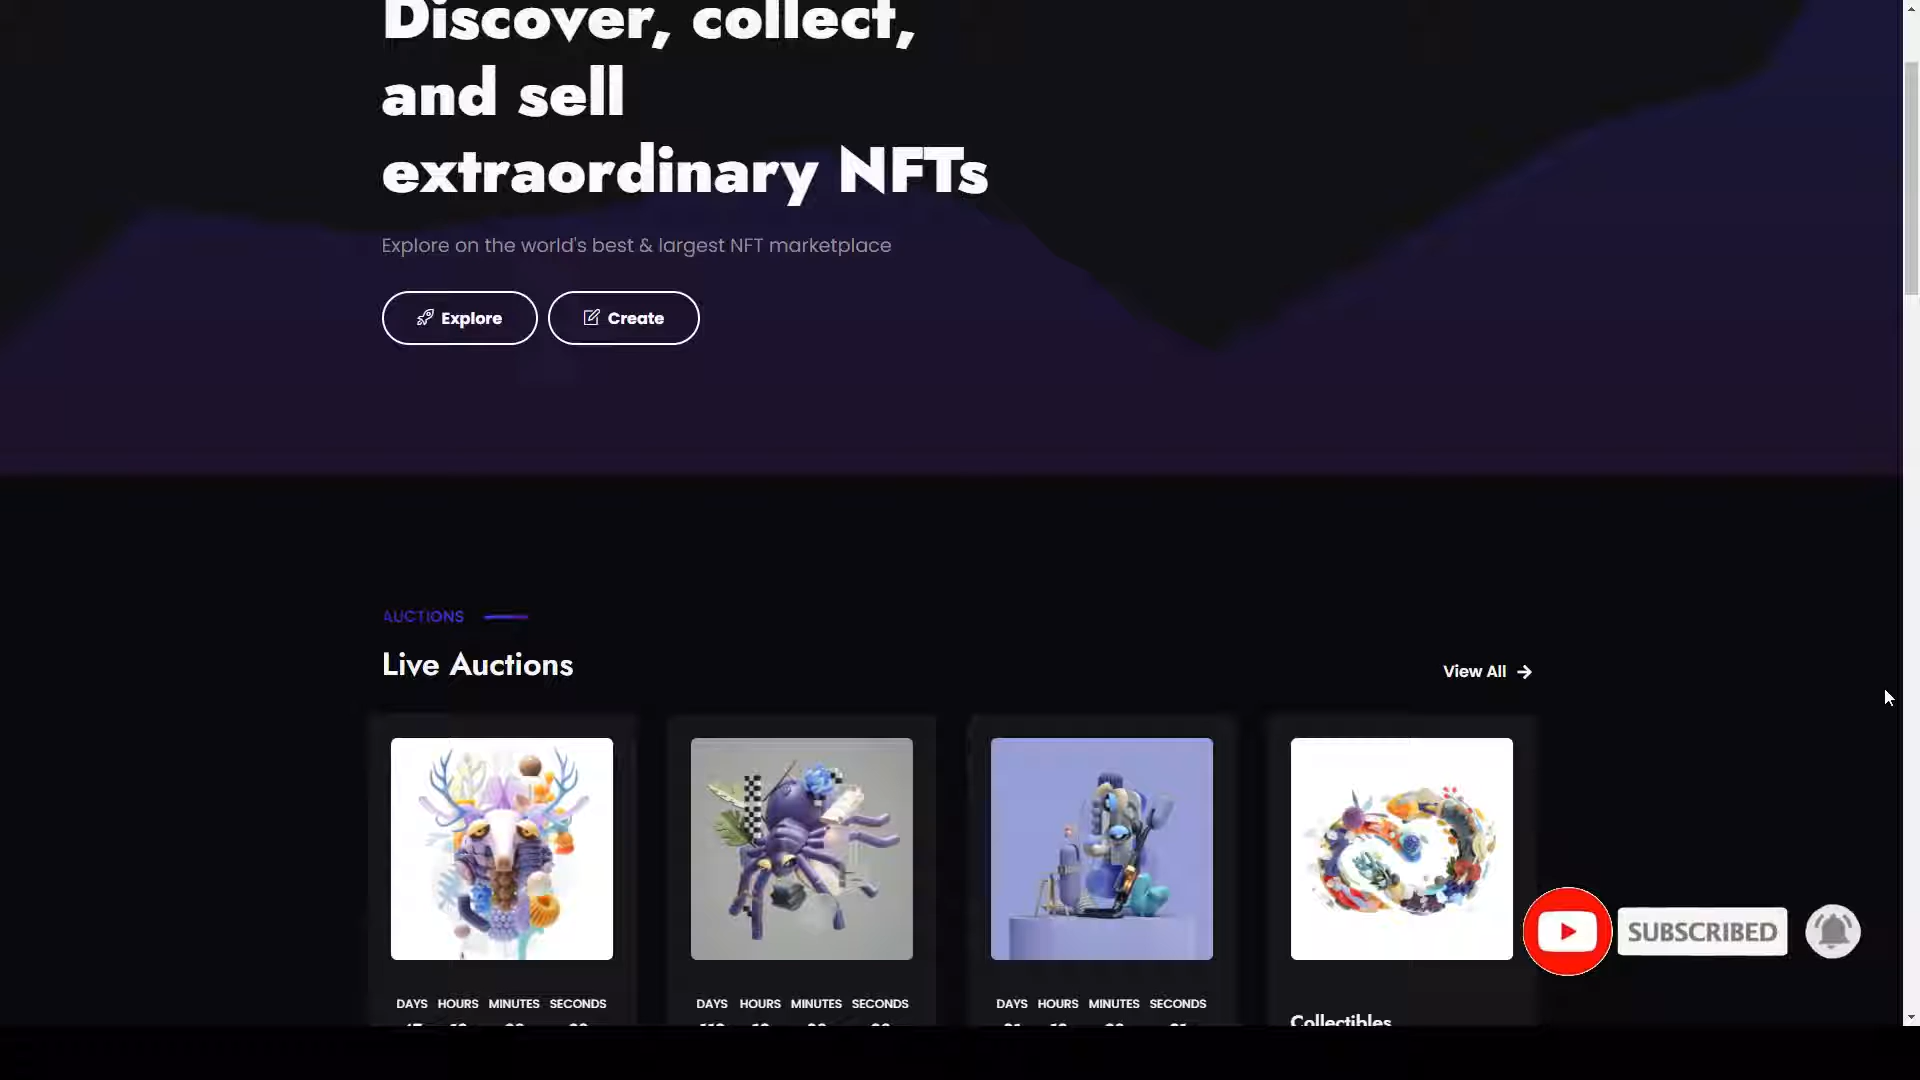 Discover, collect,
and sell
extraordinary NFTs
Explore on the world's best & largest NFT marketplace
Explore
Create
AUCTIONS
Live Auctions
View All
DAYS HOURS MINUTES SECONDS
DAYS HOURS MINUTES SECONDS
DAYS HOURS MINUTES SECONDS
Collectibles
SUBSCRIBED